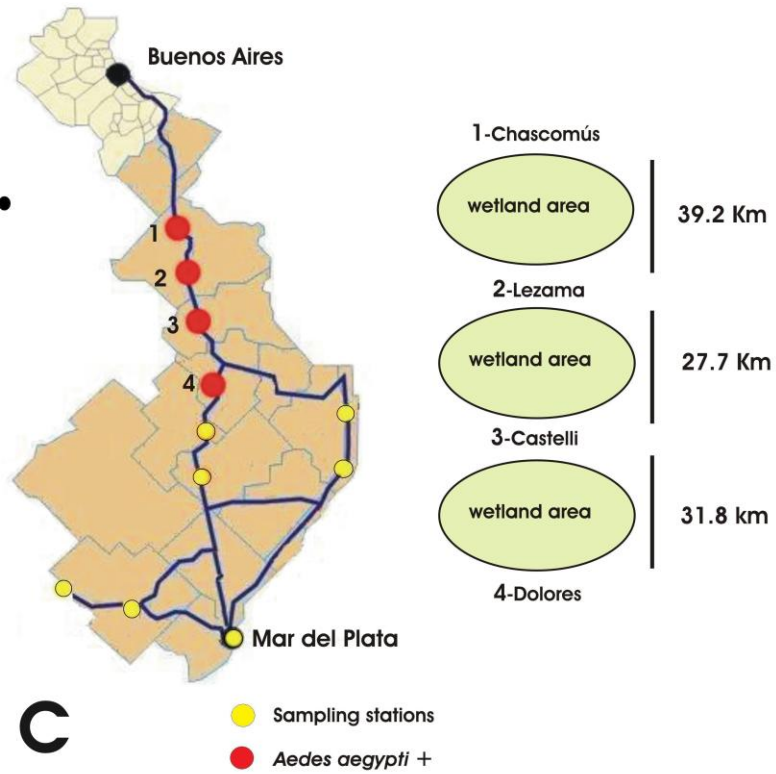 Buenos Aires
1
2
3
4
Mar del Plata
1-Chascomús
wetland area
39.2 Km
2-Lezama
wetland area
27.7 Km
3-Castelli
wetland area
31.8 km
4-Dolores
C
Sampling stations
Aedes aegypti +